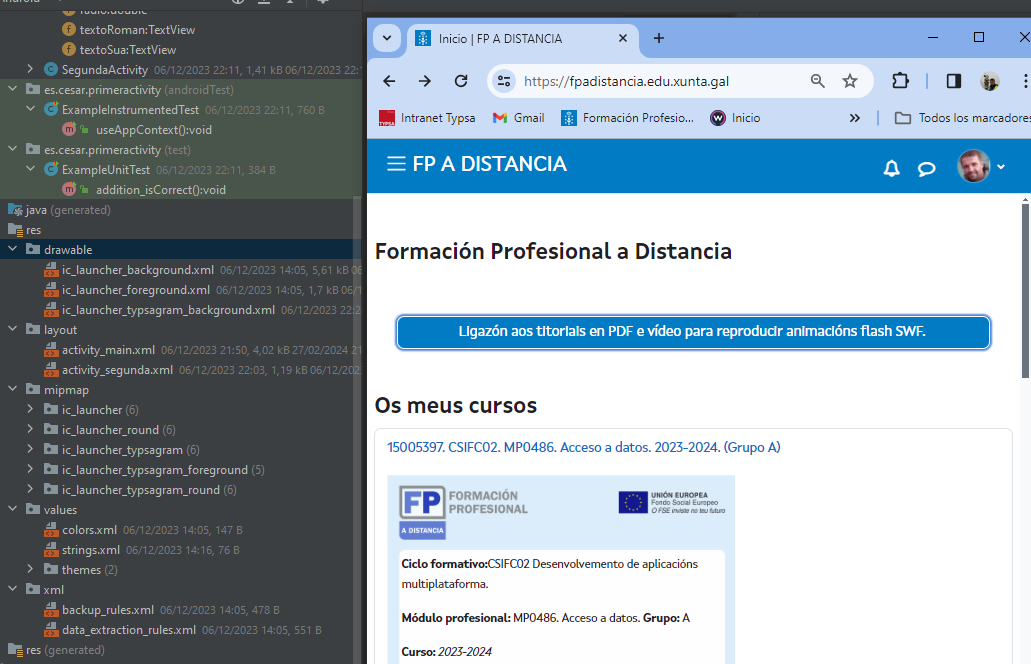 Android
radio:double
textoRoman:TextView
textoSua:TextView
SegundaActivity 06/12/2023 22:11, 1,41 kB 06/12/2023 22:
es.cesar.primeractivity (androidTest)
ExampleInstrumentedTest 06/12/2023 22:11, 760 B
useAppContext():void
es.cesar.primeractivity (test)
ExampleUnitTest 06/12/2023 22:11, 384 B
addition_isCorrect():void
java (generated)
res
drawable
ic_launcher_background.xml 06/12/2023 14:05, 5,61 kB 06
ic_launcher_foreground.xml 06/12/2023 14:05, 1,7 kB 06/1
ic_launcher_typsagram_background.xml 06/12/2023 22:2
layout
activity_main.xml 06/12/2023 21:50, 4,02 kB 27/02/2024 21
activity_segunda.xml 06/12/2023 22:03, 1,19 kB 06/12/202
mipmap
ic_launcher (6)
ic_launcher_round (6)
ic_launcher_typsagram (6)
ic_launcher_typsagram_foreground (5)
ic_launcher_typsagram_round (6)
values
colors.xml 06/12/2023 14:05, 147 B
strings.xml 06/12/2023 14:16, 76 B
themes (2)
xml
backup_rules.xml 06/12/2023 14:05, 478 B
data_extraction_rules.xml 06/12/2023 14:05, 551 B
res (generated)
Inicio | FP A DISTANCIA
https://fpadistancia.edu.xunta.gal
TYPSA Intranet Typsa Gmail Formación Profesio... W Inicio » Todos los marcadores
FP A DISTANCIA
Formación Profesional a Distancia
Ligazón aos titoriais en PDF e vídeo para reproducir animacións flash SWF.
Os meus cursos
15005397. CSIFC02. MP0486. Acceso a datos. 2023-2024. (Grupo A)
FP
A DISTANCIA
FORMACIÓN
PROFESIONAL
UNIÓN EUROPEA
Fondo Social Europeo
O FSE inviste no teu futuro
Ciclo formativo:CSIFC02 Desenvolvemento de aplicacións
multiplataforma.
Módulo profesional: MP0486. Acceso a datos. Grupo: A
Curso: 2023-2024